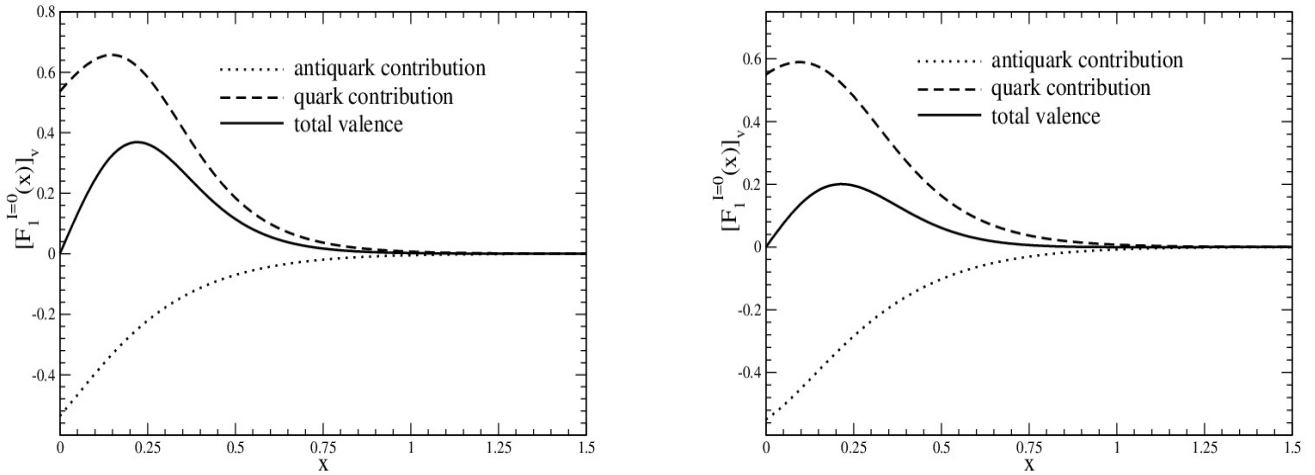 0.8
0.6
0.4
0.2
0
-0.2
-0.4
[F₁ᴵ⁼⁰(x)]ᵥ
antiquark contribution
quark contribution
total valence
0 0.25 0.5 0.75 1 1.25 1.5
x
0.6
0.4
0.2
0
-0.2
-0.4
[F₁ᴵ⁼⁰(x)]ᵥ
antiquark contribution
quark contribution
total valence
0 0.25 0.5 0.75 1 1.25 1.5
x